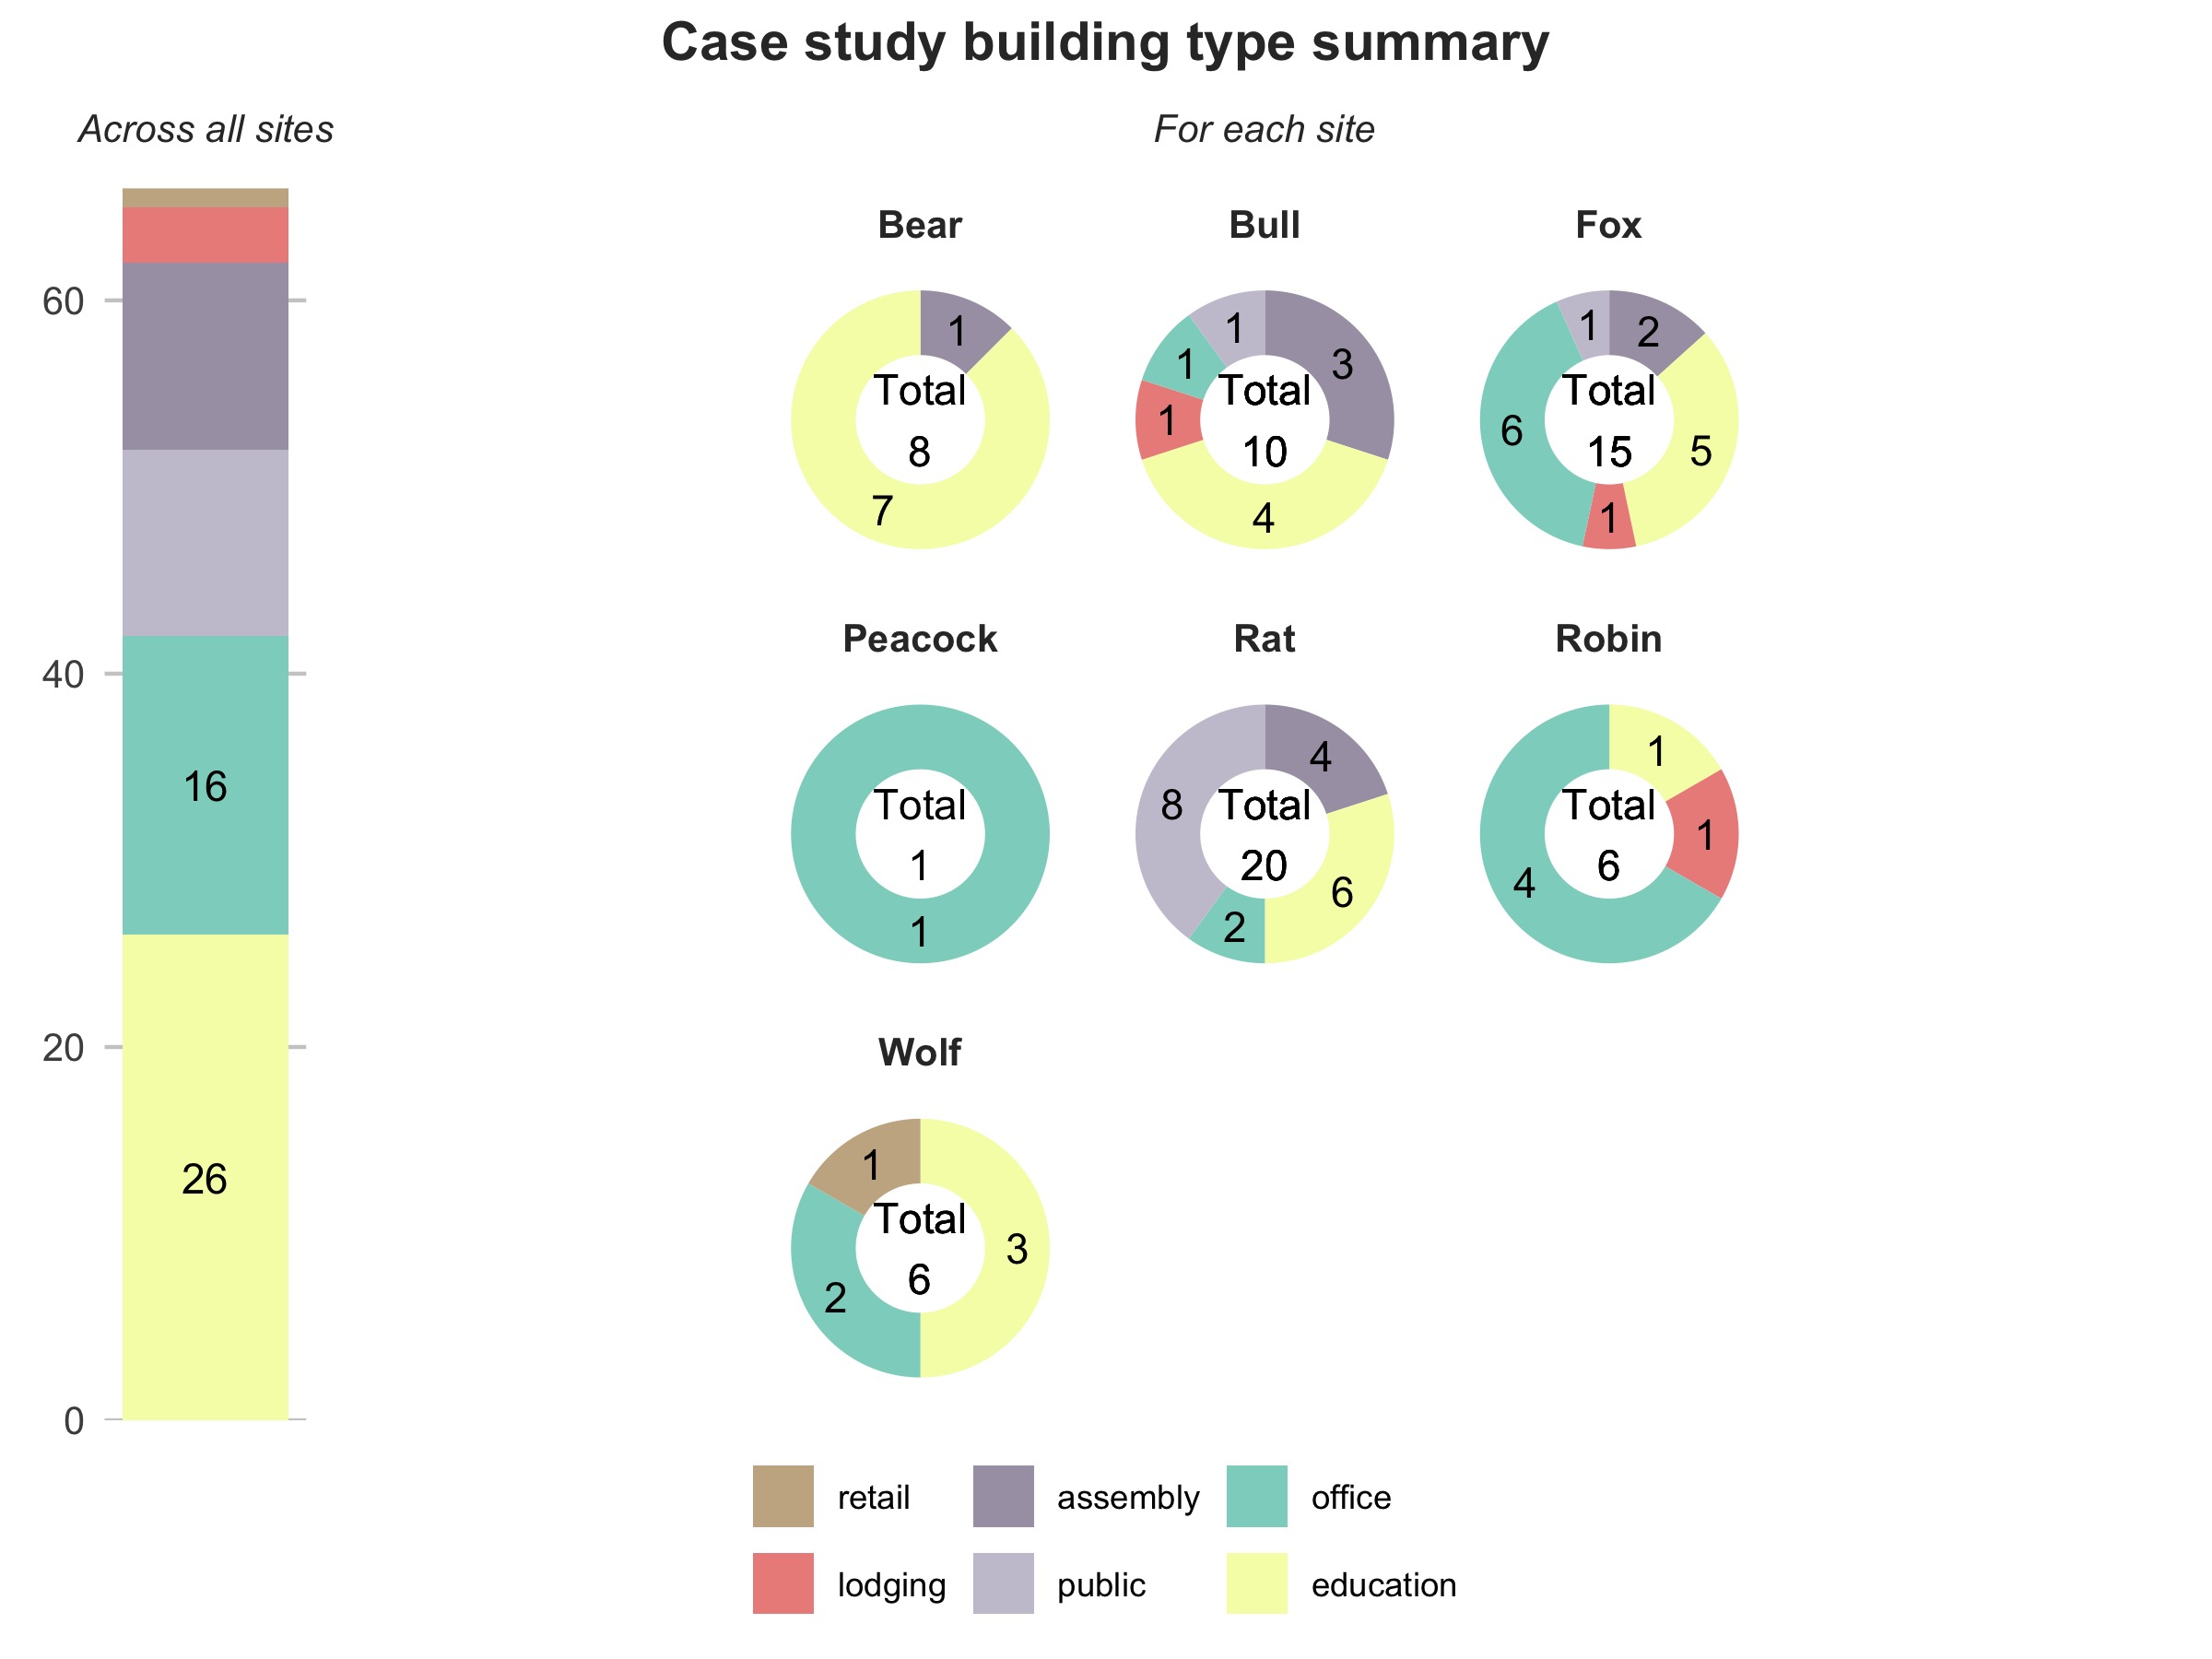 Case study building type summary
Across all sites
60
40
20
0
16
26
For each site
Bear
1
Total
8
7
Bull
1
3
1
Total
1
10
4
Fox
1
2
Total
6
15
5
1
Peacock
Total
1
1
Rat
4
8
Total
20
6
2
Robin
1
Total
1
6
4
Wolf
1
Total
3
6
2
retail
assembly
office
lodging
public
education